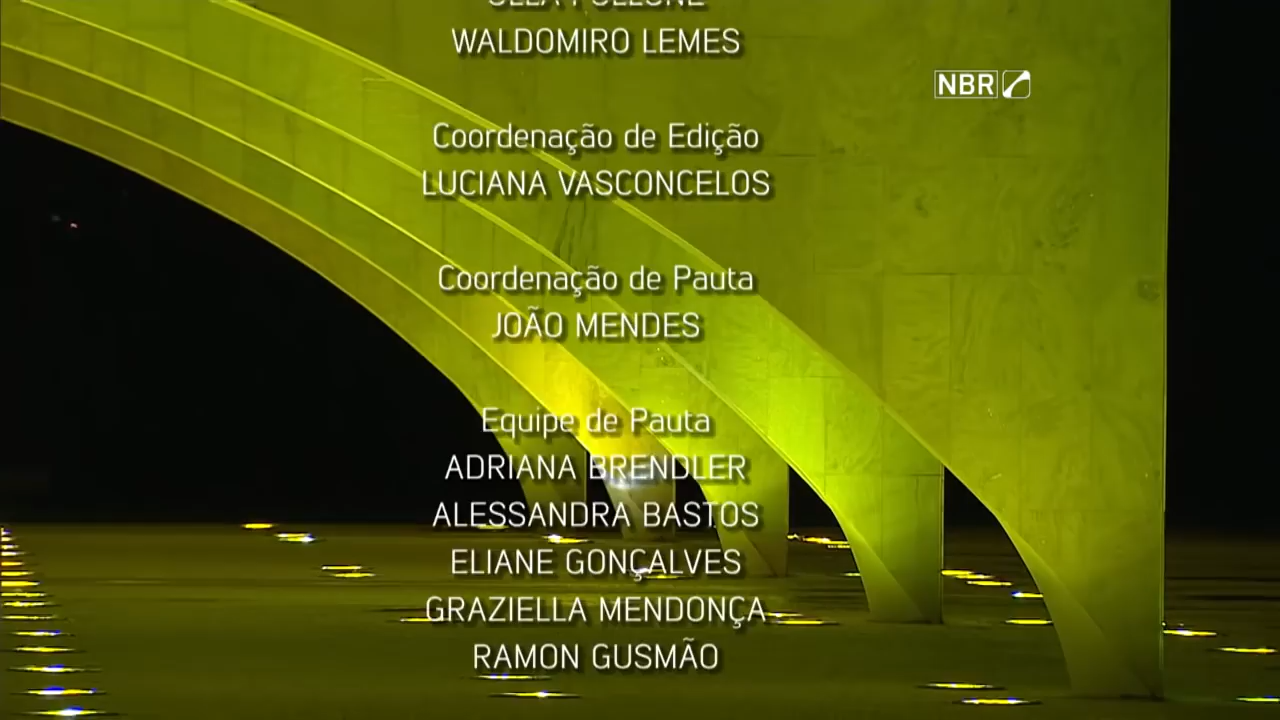 WALDOMIRO LEMES
NBR
Coordenação de Edição
LUCIANA VASCONCELOS
Coordenação de Pauta
JOÃO MENDES
Equipe de Pauta
ADRIANA BRENDLER
ALESSANDRA BASTOS
ELIANE GONÇALVES
GRAZIELLA MENDONÇA
RAMON GUSMÃO